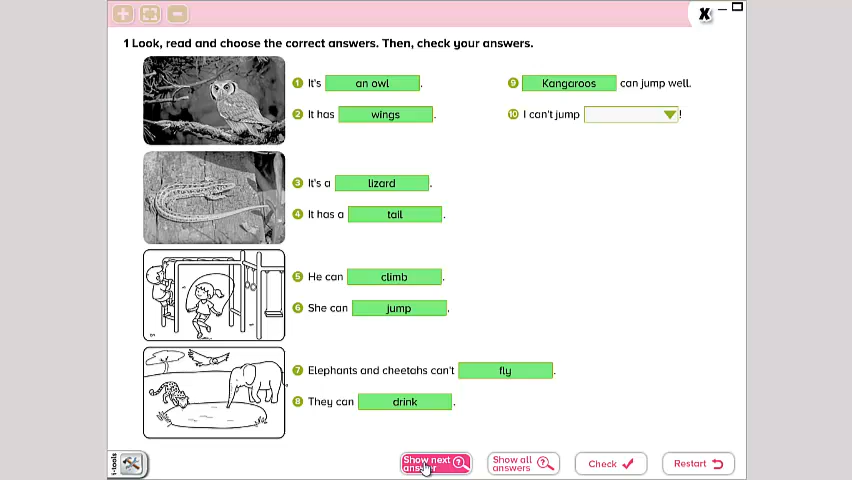 X
1 Look, read and choose the correct answers. Then, check your answers.
1 It's an owl.
2 It has wings.
3 It's a lizard.
4 It has a tail.
5 He can climb.
6 She can jump.
7 Elephants and cheetahs can't fly.
8 They can drink.
9 Kangaroos can jump well.
10 I can't jump !
t-tools
Show next
answer
Show all
answers
Check
Restart